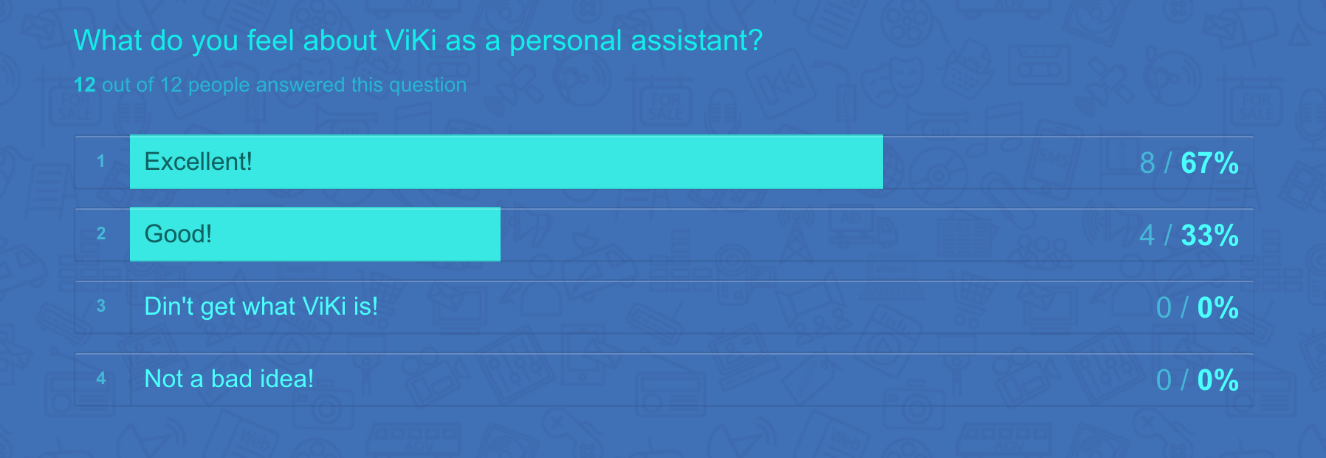 What do you feel about ViKi as a personal assistant?
12 out of 12 people answered this question
1 Excellent! 8 / 67%
2 Good! 4 / 33%
3 Din't get what ViKi is! 0 / 0%
4 Not a bad idea! 0 / 0%